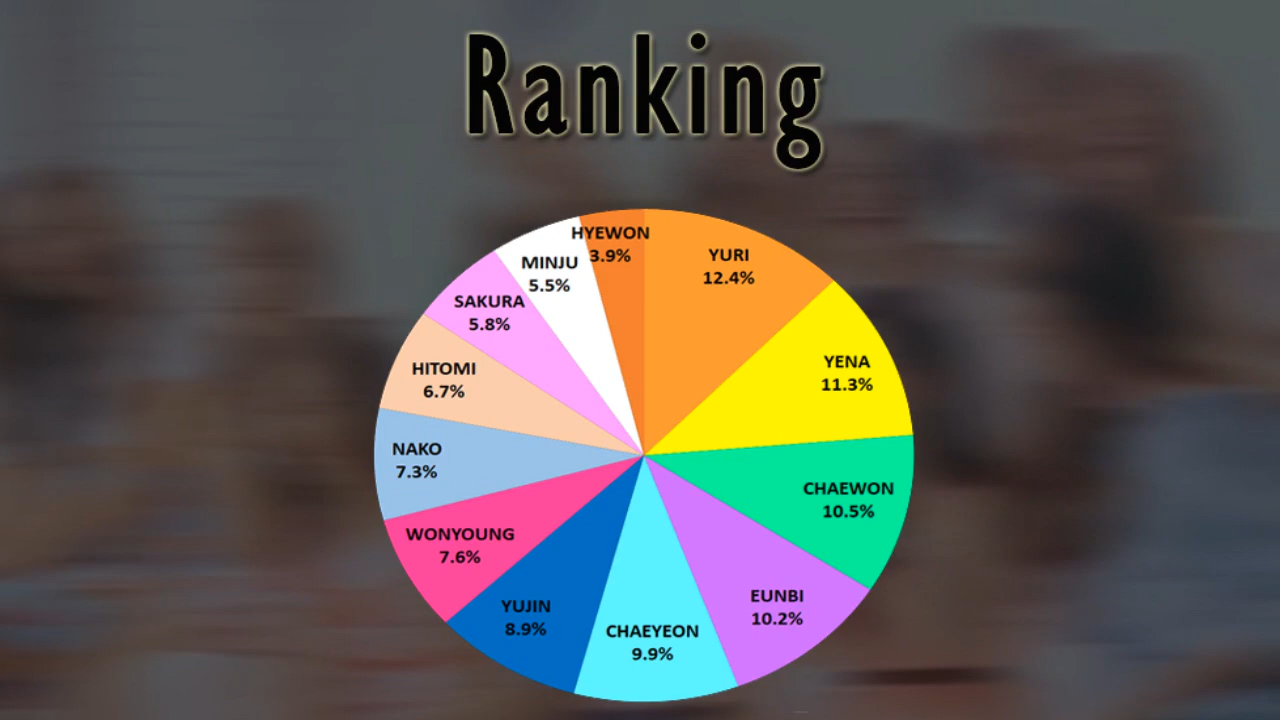 Ranking
YURI
12.4%
YENA
11.3%
CHAEWON
10.5%
EUNBI
10.2%
CHAEYEON
9.9%
YUJIN
8.9%
WONYOUNG
7.6%
NAKO
7.3%
HITOMI
6.7%
SAKURA
5.8%
MINJU
5.5%
HYEWON
3.9%